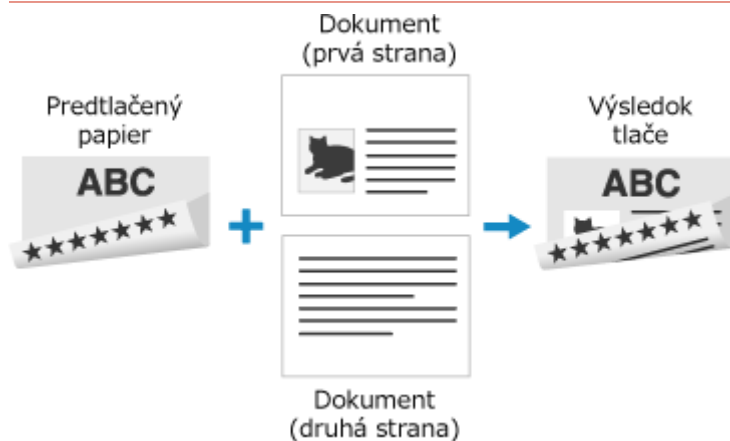 Dokument
(prvá strana)
Predtlačený
papier
ABC
Výsledok
tlače
ABC
Dokument
(druhá strana)